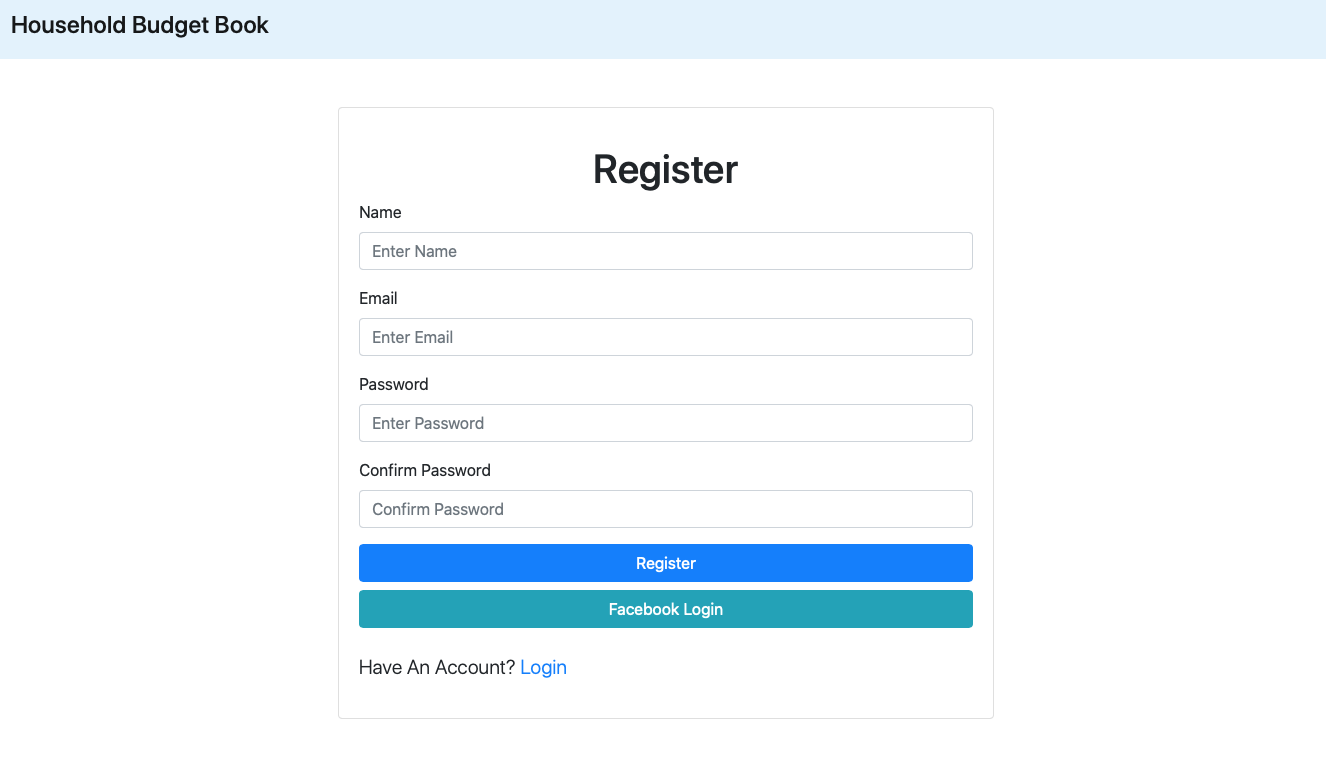 Household Budget Book
Register
Name
Enter Name
Email
Enter Email
Password
Enter Password
Confirm Password
Confirm Password
Register
Facebook Login
Have An Account? Login